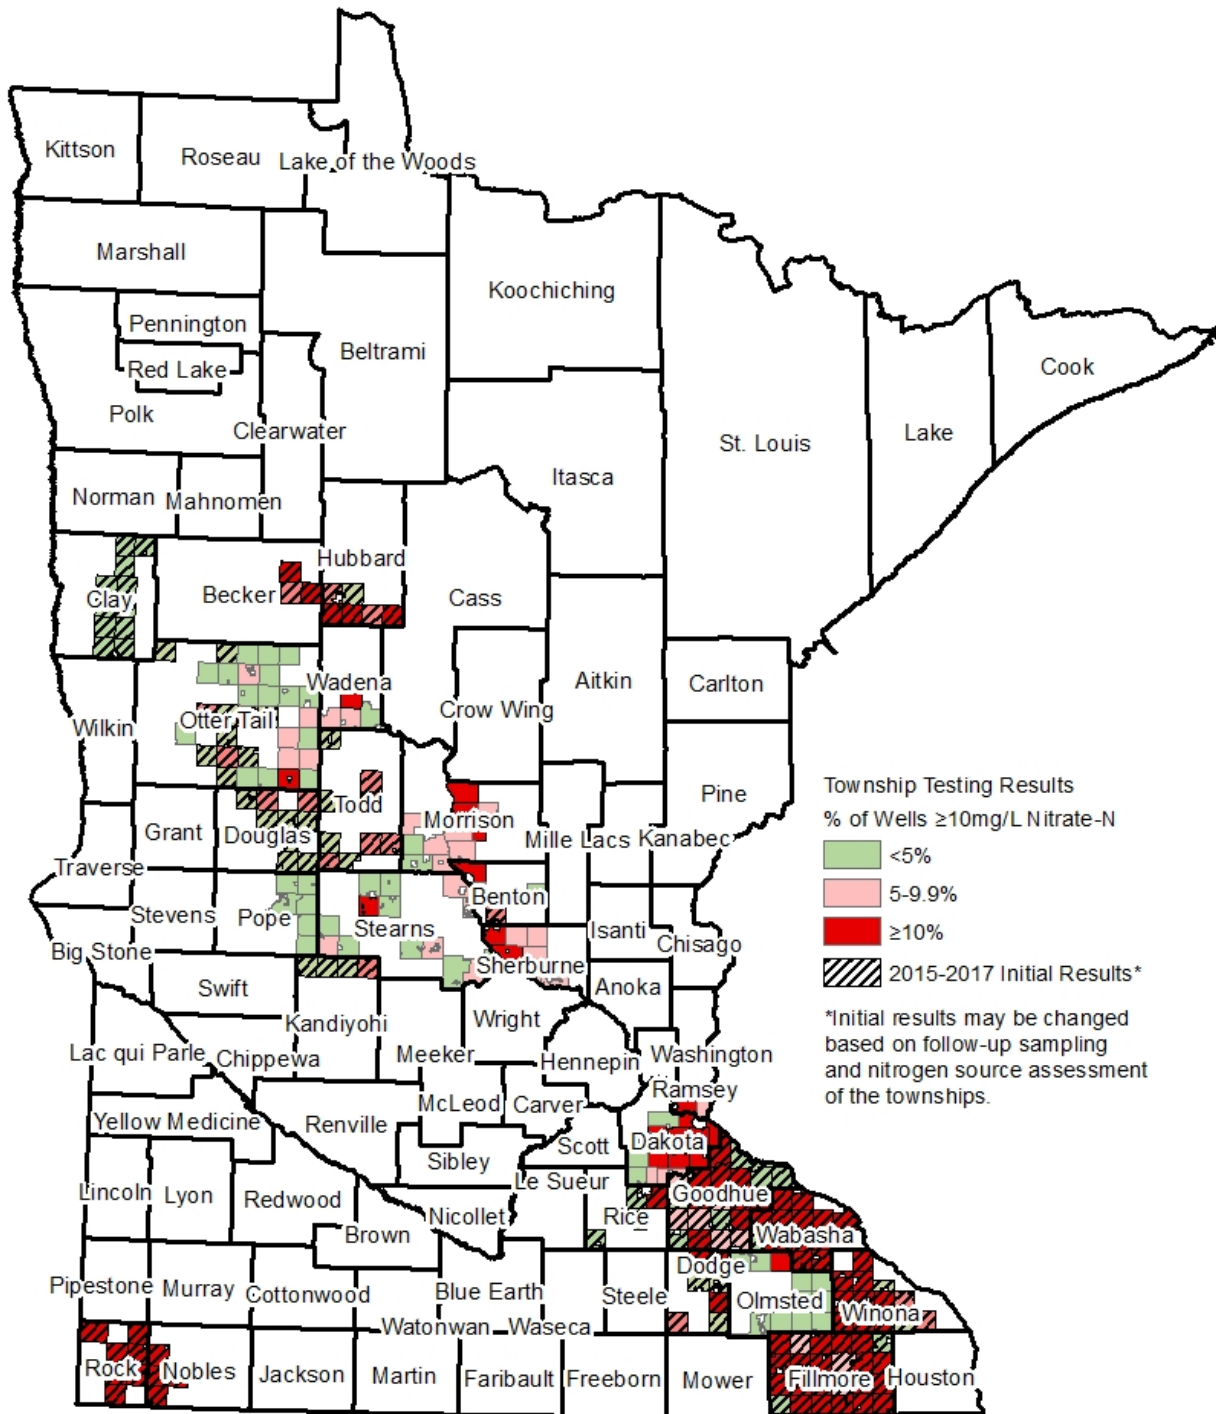 Kittson
Roseau
Lake of the Woods
Marshall
Koochiching
Pennington
Beltrami
Red Lake
Cook
Polk
Clearwater
Lake
St. Louis
Itasca
Norman
Mahnomen
Hubbard
Clay
Becker
Cass
Wadena
Aitkin
Carlton
Crow Wing
Otter Tail
Wilkin
Pine
Todd
Morrison
Grant
Douglas
Mille Lacs
Kanabec
Traverse
Benton
Stevens
Pope
Stearns
Isanti
Chisago
Big Stone
Sherburne
Swift
Anoka
Kandiyohi
Wright
Lac qui Parle
Chippewa
Meeker
Hennepin
Washington
Ramsey
McLeod
Carver
Yellow Medicine
Renville
Dakota
Scott
Sibley
Le Sueur
Lincoln
Lyon
Redwood
Goodhue
Nicollet
Rice
Brown
Wabasha
Dodge
Pipestone
Murray
Cottonwood
Blue Earth
Steele
Olmsted
Winona
Watonwan
Waseca
Rock
Nobles
Jackson
Martin
Faribault
Freeborn
Mower
Fillmore
Houston
Township Testing Results
% of Wells ≥10mg/L Nitrate-N
<5%
5-9.9%
≥10%
2015-2017 Initial Results*
*Initial results may be changed
based on follow-up sampling
and nitrogen source assessment
of the townships.